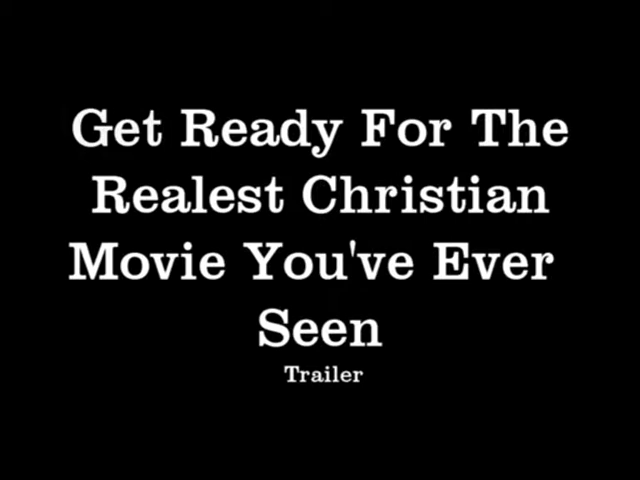 Get Ready For The
Realest Christian
Movie You've Ever
Seen
Trailer